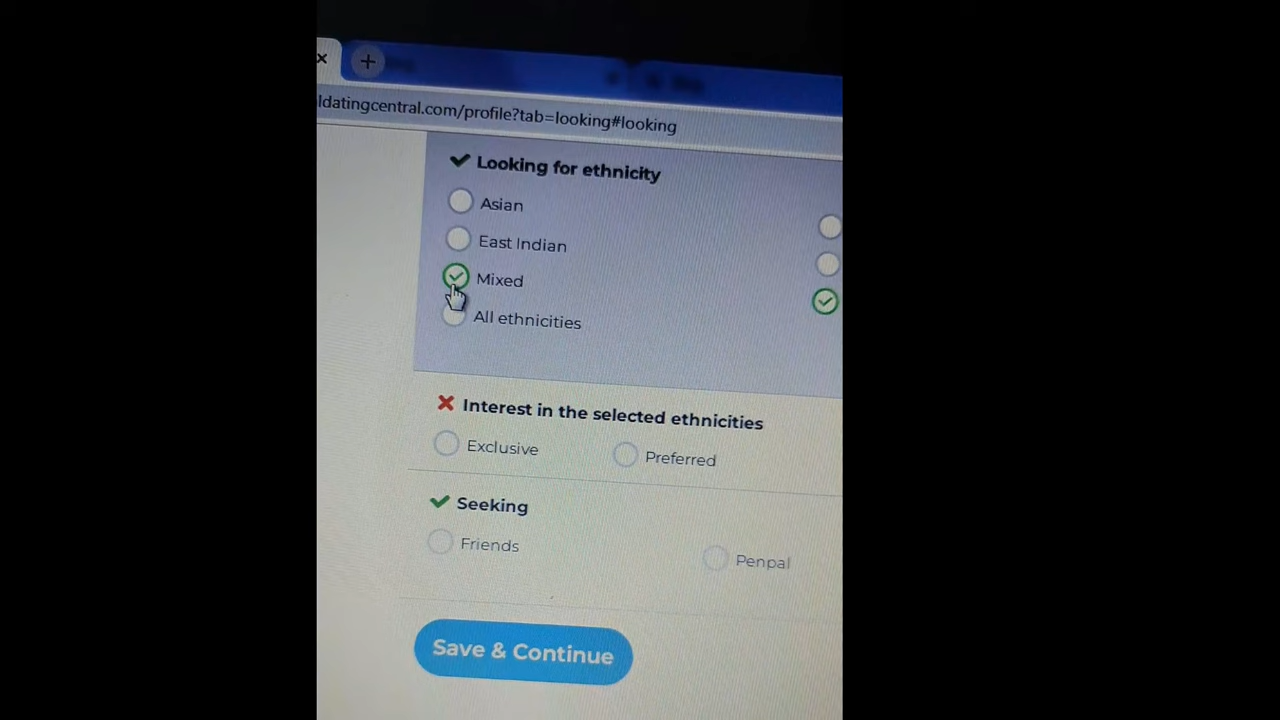 ldatingcentral.com/profile?tab=looking#looking
Looking for ethnicity
Asian
East Indian
Mixed
All ethnicities
Interest in the selected ethnicities
Exclusive Preferred
Seeking
Friends Penpal
Save & Continue